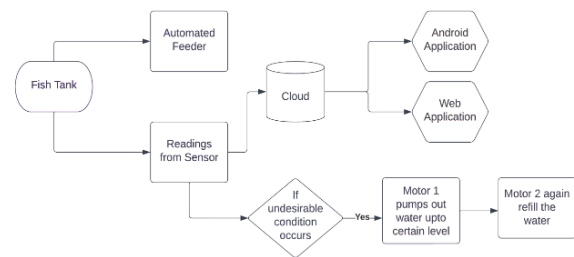 Automated
Feeder
Android
Application
Fish Tank
Cloud
Web
Application
Readings
from Sensor
If
undesirable
condition
occurs
Yes
Motor 1
pumps out
water upto
certain level
Motor 2 again
refill the
water